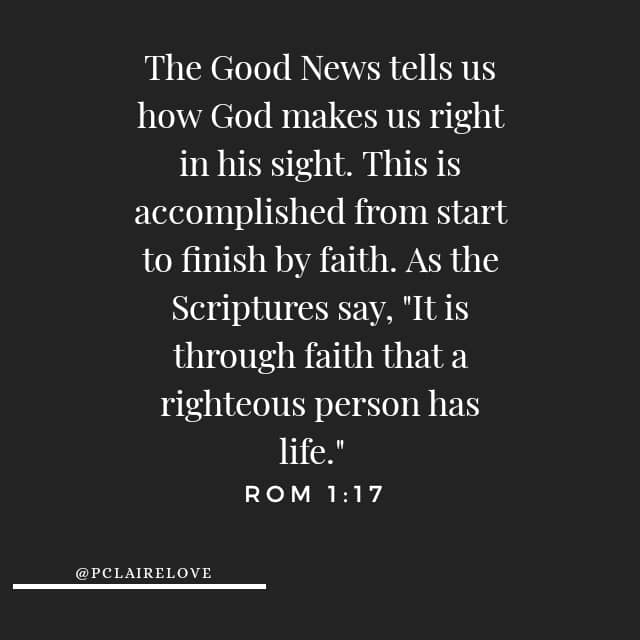 The Good News tells us
how God makes us right
in his sight. This is
accomplished from start
to finish by faith. As the
Scriptures say, "It is
through faith that a
righteous person has
life."
ROM 1:17
@PCLAIRELOVE